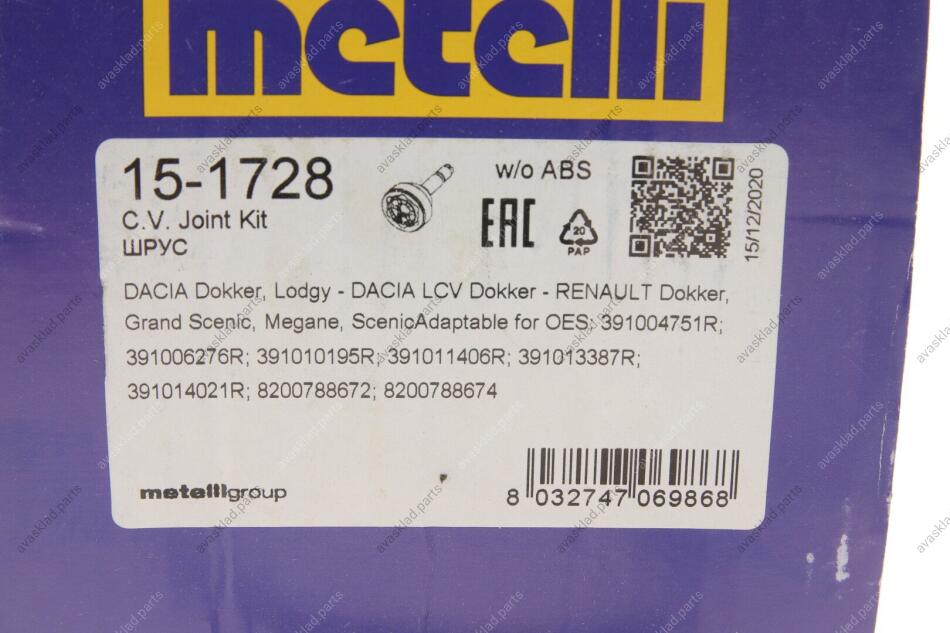 metelli
15-1728
C.V. Joint Kit
ШРУС
w/o ABS
EAC
20
PAP
15/12/2020
DACIA Dokker, Lodgy - DACIA LCV Dokker - RENAULT Dokker,
Grand Scenic, Megane, ScenicAdaptable for OES: 391004751R;
391006276R; 391010195R; 391011406R; 391013387R;
391014021R; 8200788672; 8200788674
metelligroup
8 032747 069868
avasklad.parts